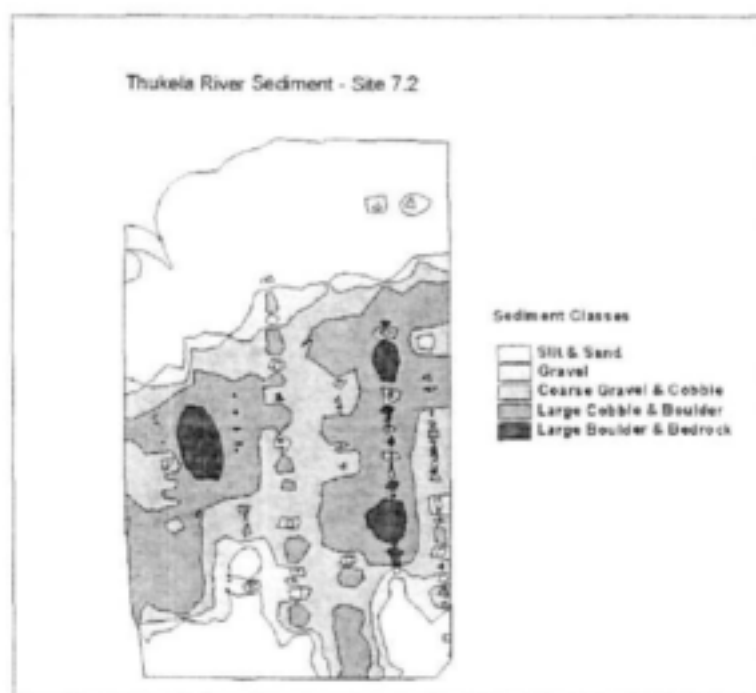 Thukela River Sediment - Site 7.2
Sediment Classes
Silt & Sand
Gravel
Coarse Gravel & Cobble
Large Cobble & Boulder
Large Boulder & Bedrock